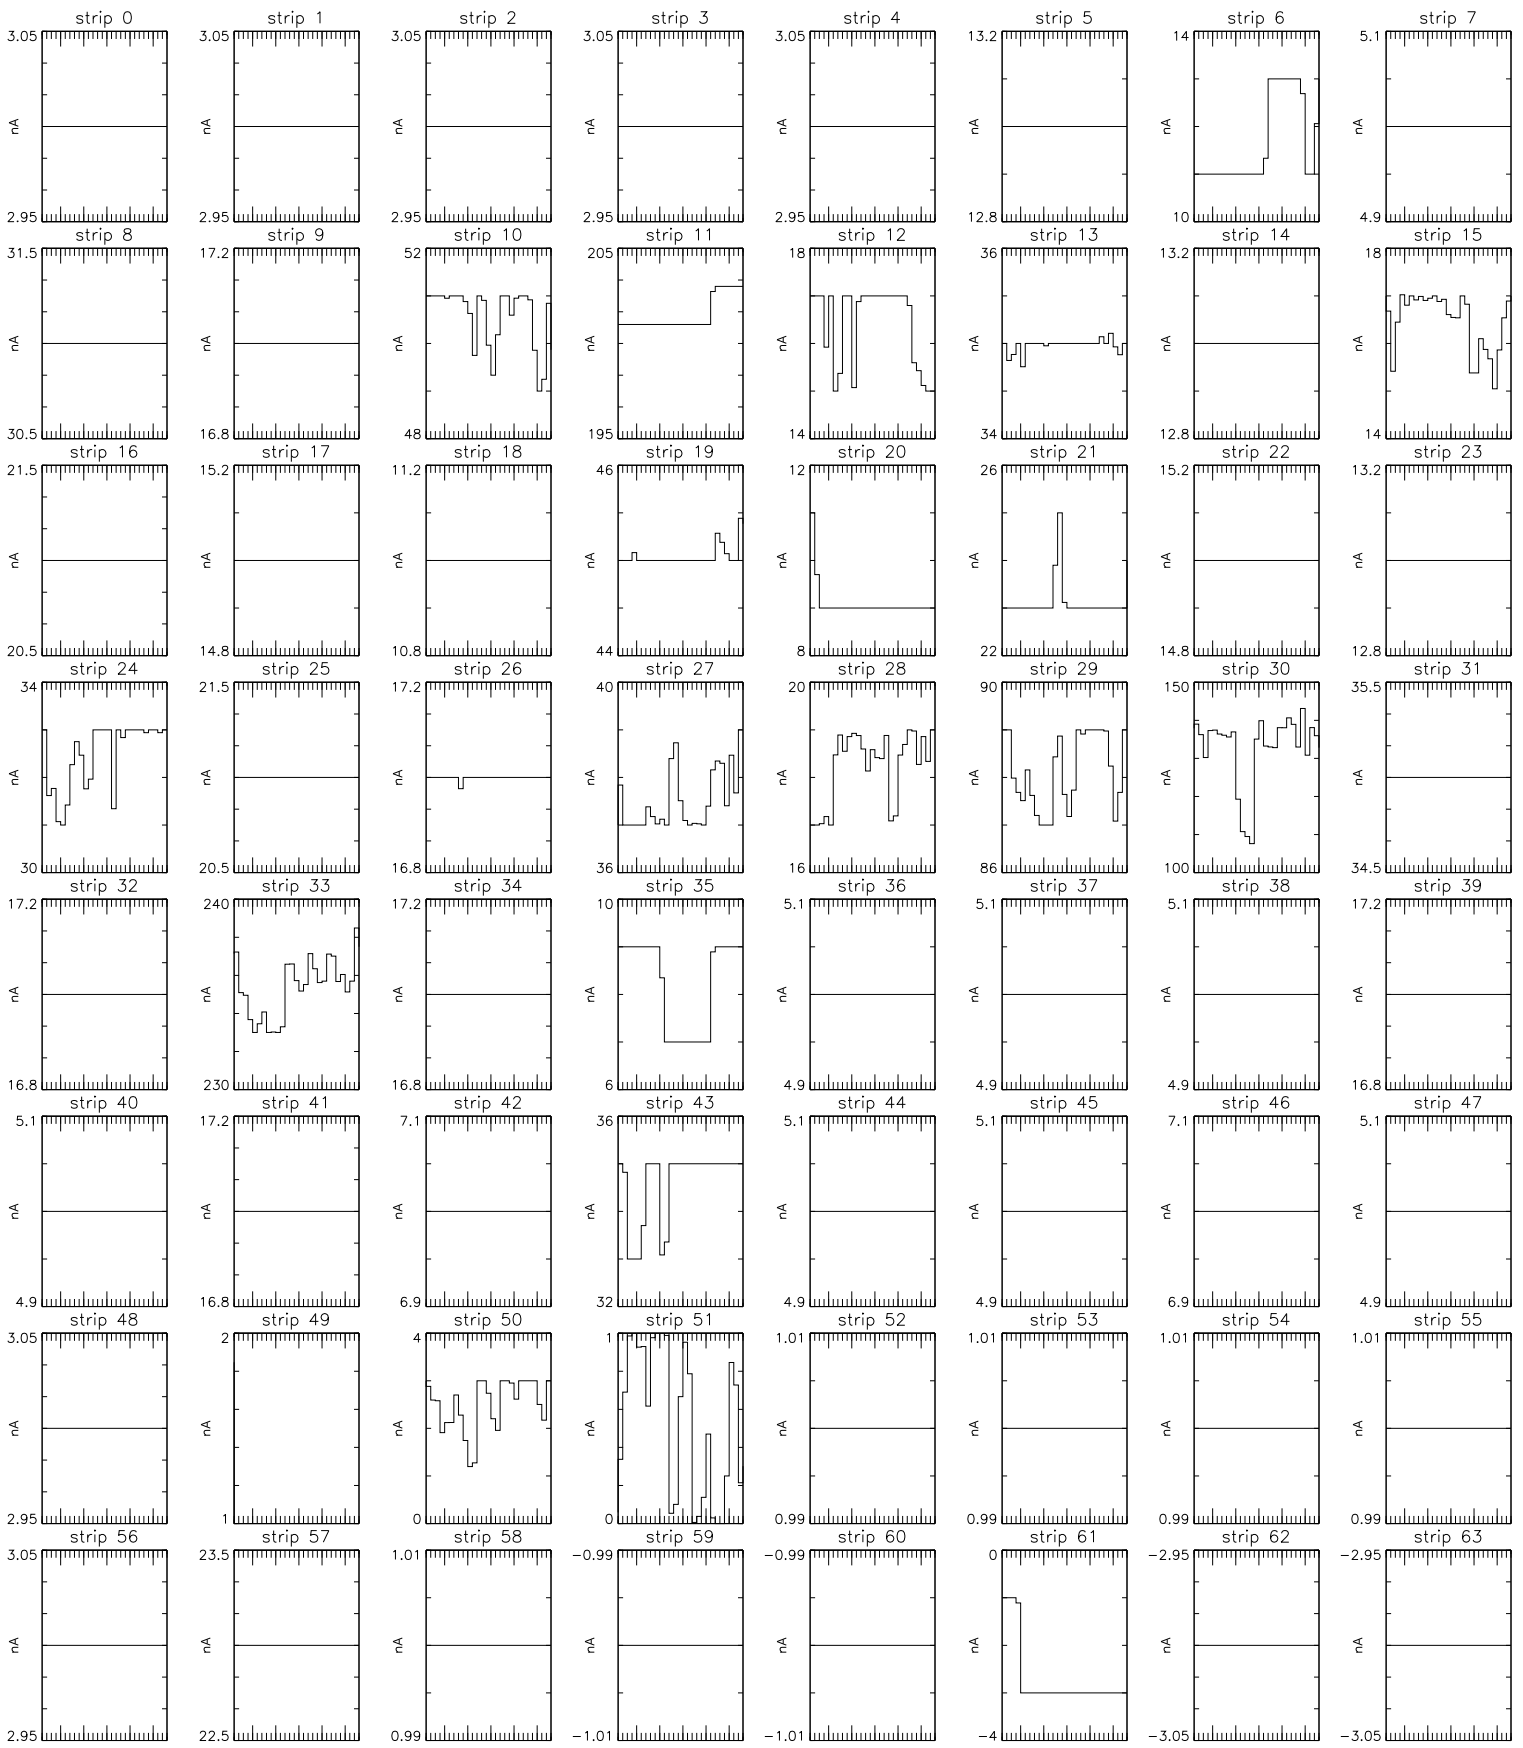 strip 0 strip 1 strip 2 strip 3 strip 4 strip 5 strip 6 strip 7
3.05 3.05 3.05 3.05 3.05 13.2 14 5.1
nA nA nA nA nA nA nA nA
2.95 2.95 2.95 2.95 2.95 12.8 10 4.9
strip 8 strip 9 strip 10 strip 11 strip 12 strip 13 strip 14 strip 15
31.5 17.2 52 205 18 36 13.2 18
nA nA nA nA nA nA nA nA
30.5 16.8 48 195 14 34 12.8 14
strip 16 strip 17 strip 18 strip 19 strip 20 strip 21 strip 22 strip 23
21.5 15.2 11.2 46 12 26 15.2 13.2
nA nA nA nA nA nA nA nA
20.5 14.8 10.8 44 8 22 14.8 12.8
strip 24 strip 25 strip 26 strip 27 strip 28 strip 29 strip 30 strip 31
34 21.5 17.2 40 20 90 150 35.5
nA nA nA nA nA nA nA nA
30 20.5 16.8 36 16 86 100 34.5
strip 32 strip 33 strip 34 strip 35 strip 36 strip 37 strip 38 strip 39
17.2 240 17.2 10 5.1 5.1 5.1 17.2
nA nA nA nA nA nA nA nA
16.8 230 16.8 6 4.9 4.9 4.9 16.8
strip 40 strip 41 strip 42 strip 43 strip 44 strip 45 strip 46 strip 47
5.1 17.2 7.1 36 5.1 5.1 7.1 5.1
nA nA nA nA nA nA nA nA
4.9 16.8 6.9 32 4.9 4.9 6.9 4.9
strip 48 strip 49 strip 50 strip 51 strip 52 strip 53 strip 54 strip 55
3.05 2 4 1 1.01 1.01 1.01 1.01
nA nA nA nA nA nA nA nA
2.95 1 0 0 0.99 0.99 0.99 0.99
strip 56 strip 57 strip 58 strip 59 strip 60 strip 61 strip 62 strip 63
3.05 23.5 1.01 −0.99 −0.99 0 −2.95 −2.95
nA nA nA nA nA nA nA nA
2.95 22.5 0.99 −1.01 −1.01 −4 −3.05 −3.05